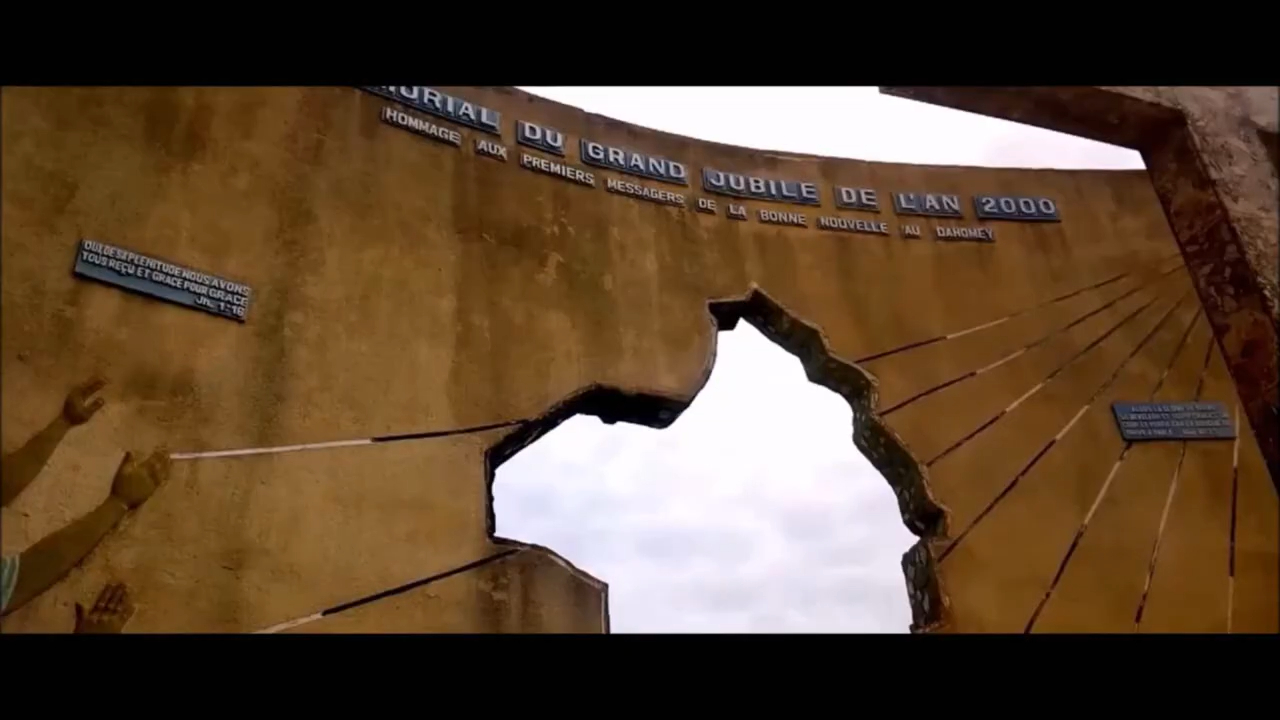 MORIAL DU GRAND JUBILE DE L'AN 2000
HOMMAGE AUX PREMIERS MESSAGERS DE LA BONNE NOUVELLE AU DAHOMEY
OUI, DE SA PLENITUDE NOUS AVONS
TOUS REÇU ET GRACE POUR GRACE
Jn. 1:16